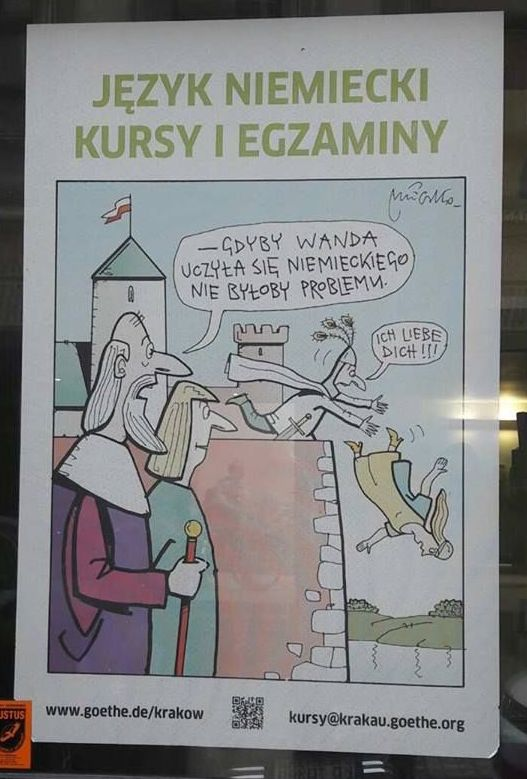 JĘZYK NIEMIECKI
KURSY I EGZAMINY
– GDYBY WANDA
UCZYŁA SIĘ NIEMIECKIEGO
NIE BYŁOBY PROBLEMU.
ICH LIEBE
DICH!!!
www.goethe.de/krakow
kursy@krakau.goethe.org
USTUS